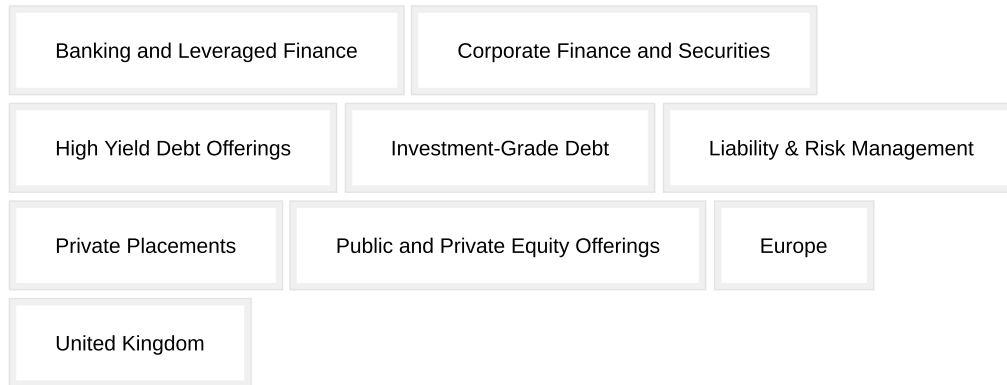 Banking and Leveraged Finance
Corporate Finance and Securities
High Yield Debt Offerings
Investment-Grade Debt
Liability & Risk Management
Private Placements
Public and Private Equity Offerings
Europe
United Kingdom